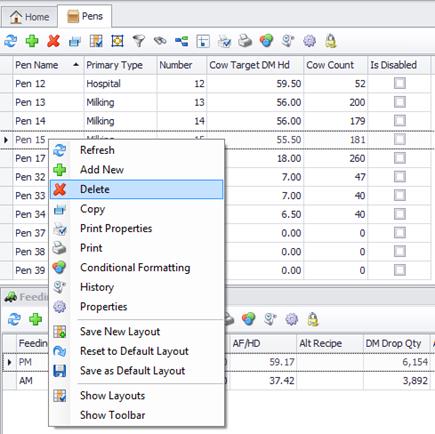 Home Pens
Pen Name Primary Type Number Cow Target DM Hd Cow Count Is Disabled
Pen 12 Hospital 12 59.50 52
Pen 13 Milking 13 56.00 200
Pen 14 Milking 14 56.00 179
Pen 15 55.50 181
Pen 17 18.00 260
Pen 32 7.00 47
Pen 33 7.00 40
Pen 34 6.50 40
Pen 37 0.00 0
Pen 38 0.00 0
Pen 39 0.00 0
Refresh
Add New
Delete
Copy
Print Properties
Print
Conditional Formatting
History
Properties
Save New Layout
Reset to Default Layout
Save as Default Layout
Show Layouts
Show Toolbar
Feeding AF/HD Alt Recipe DM Drop Qty
PM 59.17 6,154
AM 37.42 3,892